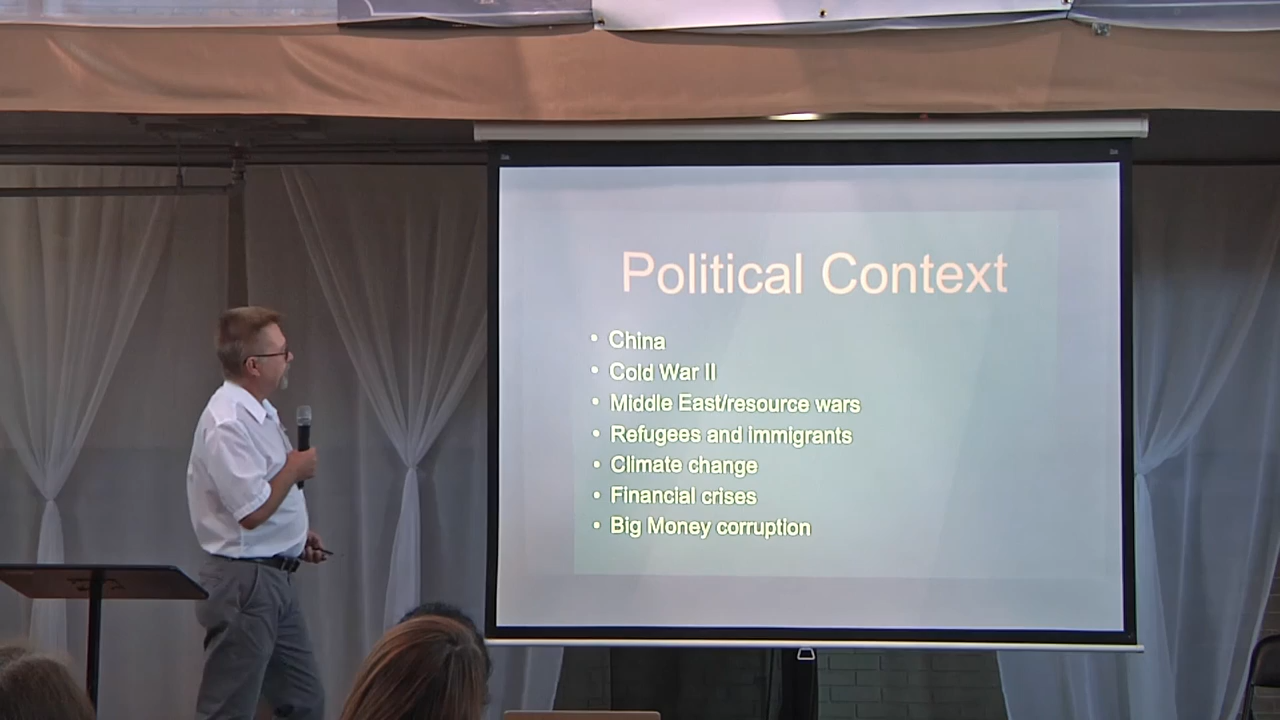 Political Context
• China
• Cold War II
• Middle East/resource wars
• Refugees and immigrants
• Climate change
• Financial crises
• Big Money corruption